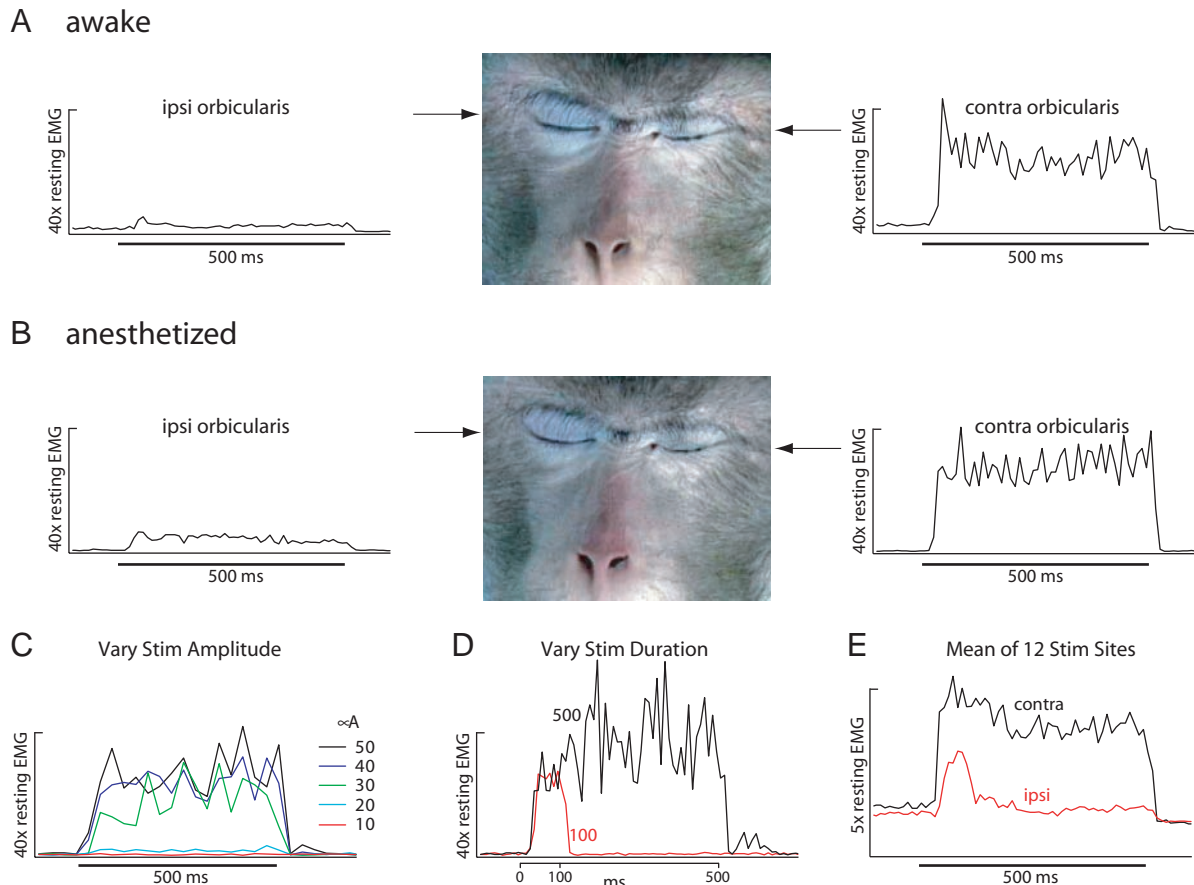 A awake
ipsi orbicularis
contra orbicularis
40x resting EMG
40x resting EMG
500 ms
500 ms
B anesthetized
ipsi orbicularis
contra orbicularis
40x resting EMG
40x resting EMG
500 ms
500 ms
C Vary Stim Amplitude
40x resting EMG
∝A
50
40
30
20
10
500 ms
D Vary Stim Duration
40x resting EMG
500
100
0 100 500
ms
E Mean of 12 Stim Sites
5x resting EMG
contra
ipsi
500 ms